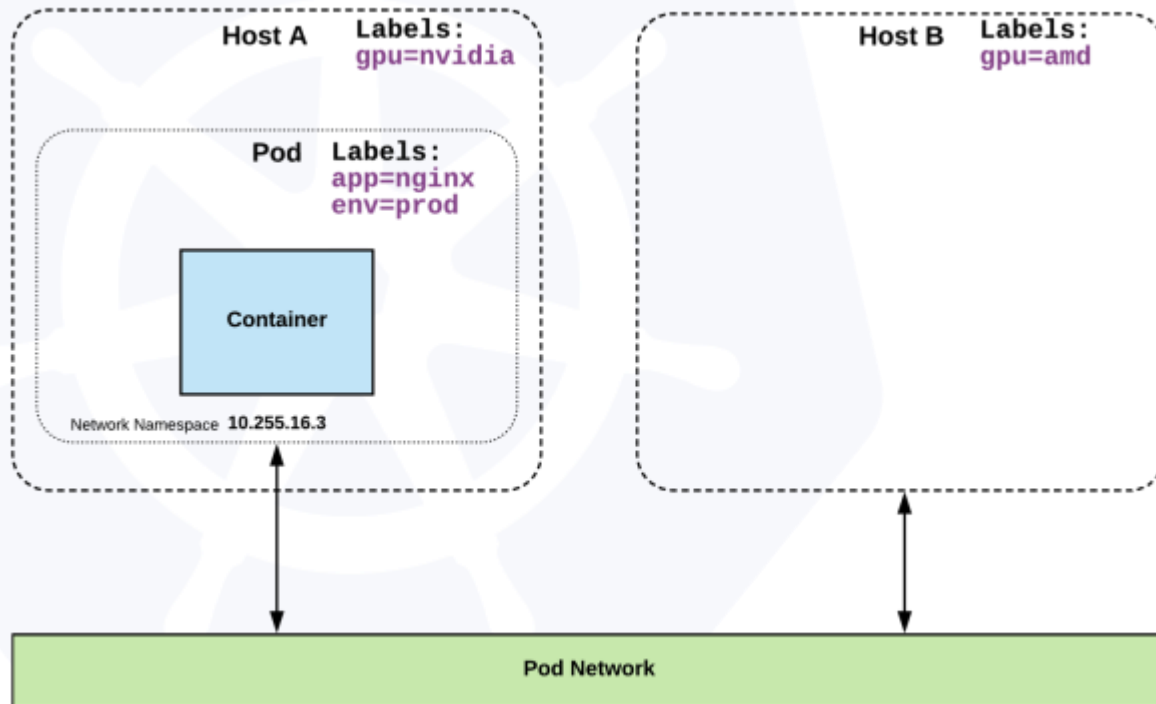 Host A
Labels:
gpu=nvidia
Pod
Labels:
app=nginx
env=prod
Container
Network Namespace 10.255.16.3
Host B
Labels:
gpu=amd
Pod Network